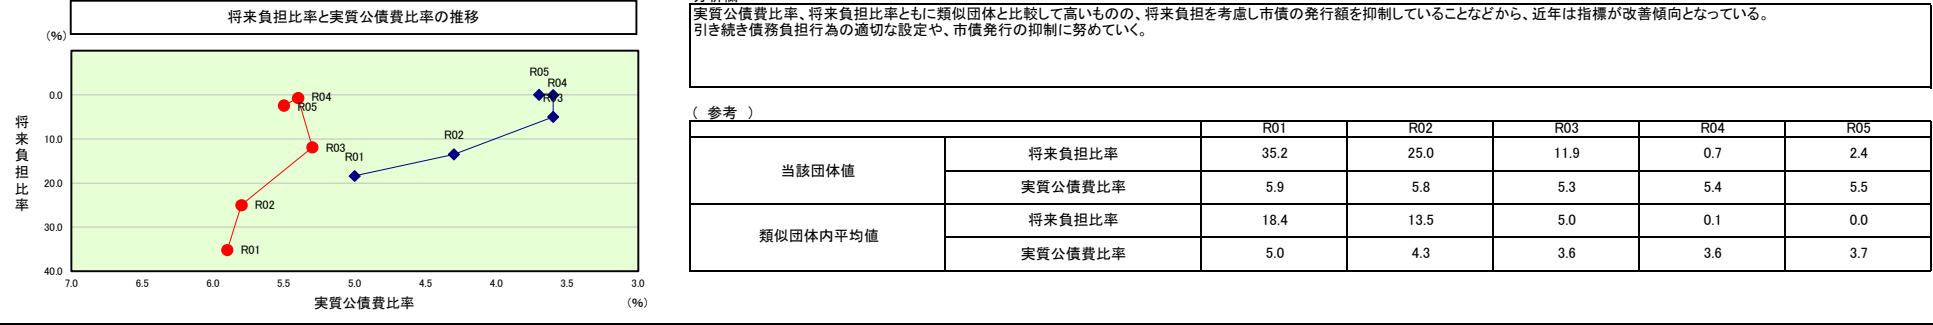 将来負担比率と実質公債費比率の推移
(%)
R05
R04
R03
R04
R05
0.0
10.0
20.0
30.0
40.0
将来負担比率
R02
R03
R01
R02
R01
7.0 6.5 6.0 5.5 5.0 4.5 4.0 3.5 3.0
実質公債費比率
(%)
実質公債費比率、将来負担比率ともに類似団体と比較して高いものの、将来負担を考慮し市債の発行額を抑制していることなどから、近年は指標が改善傾向となっている。
引き続き債務負担行為の適切な設定や、市債発行の抑制に努めていく。
( 参考 )
R01 R02 R03 R04 R05
当該団体値
将来負担比率 35.2 25.0 11.9 0.7 2.4
実質公債費比率 5.9 5.8 5.3 5.4 5.5
類似団体内平均値
将来負担比率 18.4 13.5 5.0 0.1 0.0
実質公債費比率 5.0 4.3 3.6 3.6 3.7